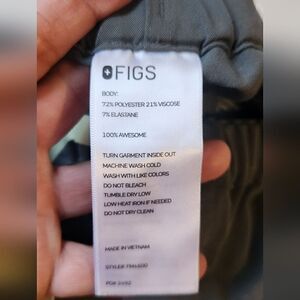 FIGS
BODY:
72% POLYESTER 21% VISCOSE
7% ELASTANE
100% AWESOME
TURN GARMENT INSIDE OUT
MACHINE WASH COLD
WASH WITH LIKE COLORS
DO NOT BLEACH
TUMBLE DRY LOW
LOW HEAT IRON IF NEEDED
DO NOT DRY CLEAN
MADE IN VIETNAM
STYLE#